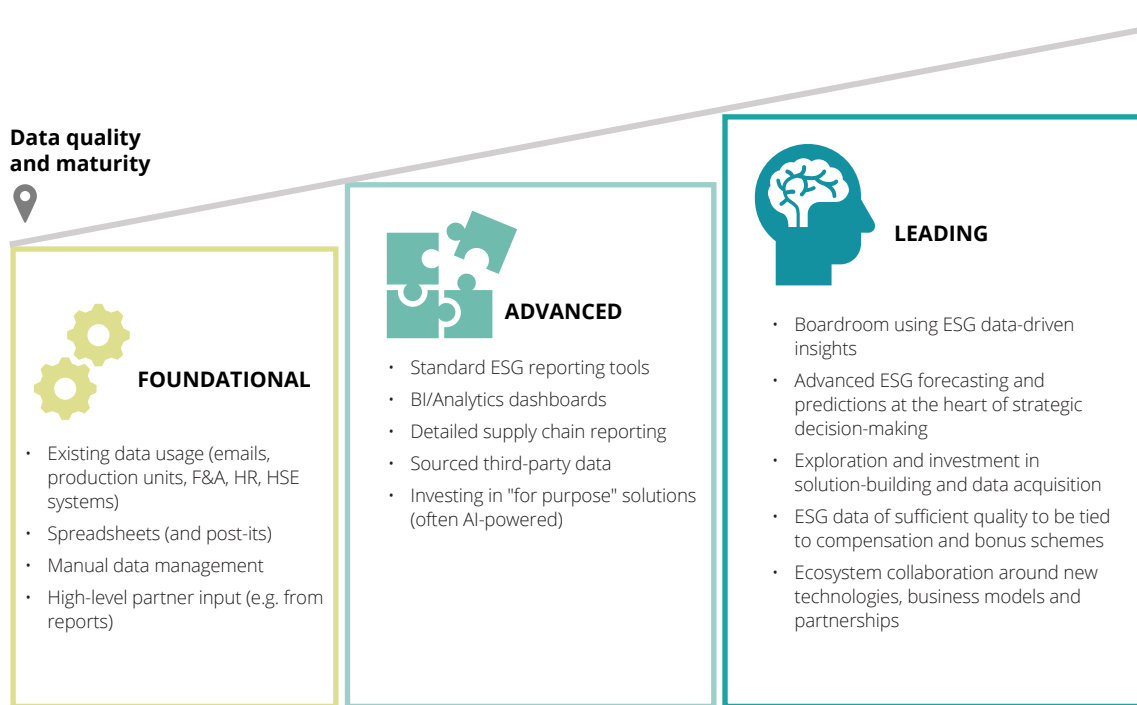 Data quality
and maturity
FOUNDATIONAL
• Existing data usage (emails,
production units, F&A, HR, HSE
systems)
• Spreadsheets (and post-its)
• Manual data management
• High-level partner input (e.g. from
reports)
ADVANCED
• Standard ESG reporting tools
• BI/Analytics dashboards
• Detailed supply chain reporting
• Sourced third-party data
• Investing in "for purpose" solutions
(often AI-powered)
LEADING
• Boardroom using ESG data-driven
insights
• Advanced ESG forecasting and
predictions at the heart of strategic
decision-making
• Exploration and investment in
solution-building and data acquisition
• ESG data of sufficient quality to be tied
to compensation and bonus schemes
• Ecosystem collaboration around new
technologies, business models and
partnerships